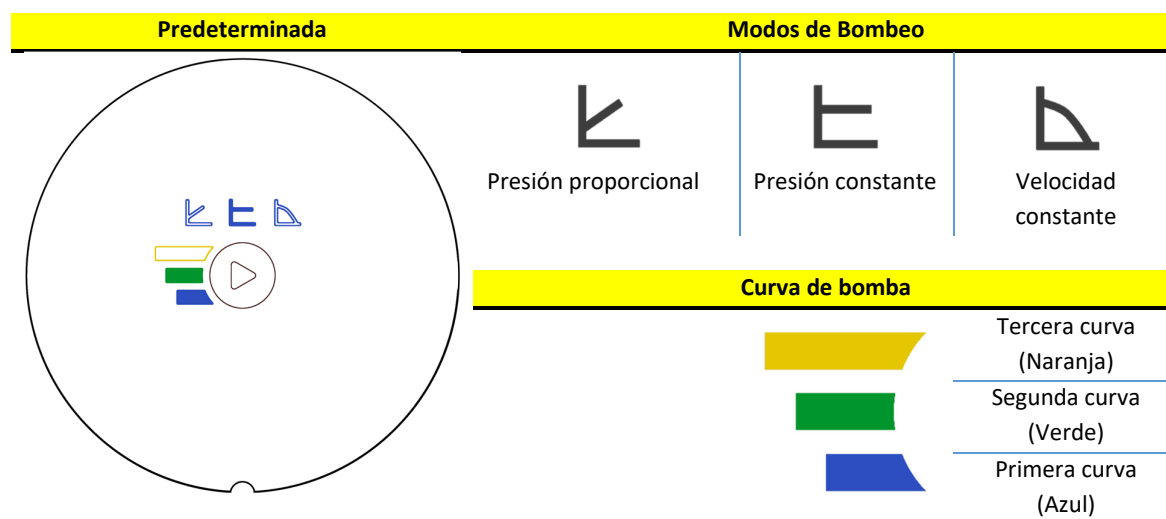 Predeterminada
Modos de Bombeo
Presión proporcional
Presión constante
Velocidad
constante
Curva de bomba
Tercera curva
(Naranja)
Segunda curva
(Verde)
Primera curva
(Azul)